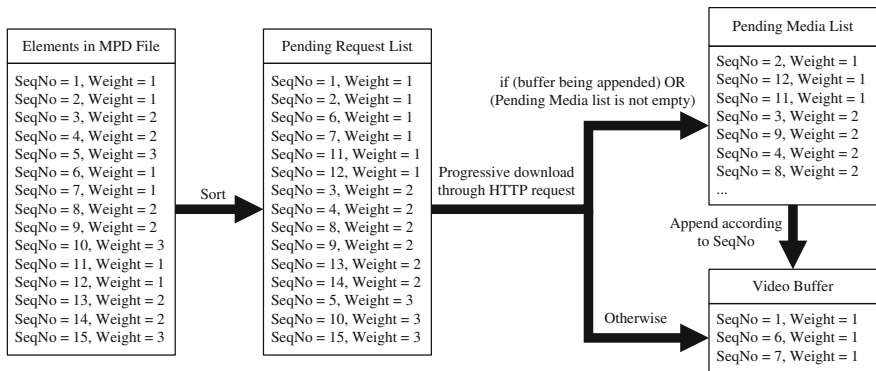 Elements in MPD File
SeqNo = 1, Weight = 1
SeqNo = 2, Weight = 1
SeqNo = 3, Weight = 2
SeqNo = 4, Weight = 2
SeqNo = 5, Weight = 3
SeqNo = 6, Weight = 1
SeqNo = 7, Weight = 1
SeqNo = 8, Weight = 2
SeqNo = 9, Weight = 2
SeqNo = 10, Weight = 3
SeqNo = 11, Weight = 1
SeqNo = 12, Weight = 1
SeqNo = 13, Weight = 2
SeqNo = 14, Weight = 2
SeqNo = 15, Weight = 3
Sort
Pending Request List
SeqNo = 1, Weight = 1
SeqNo = 2, Weight = 1
SeqNo = 6, Weight = 1
SeqNo = 7, Weight = 1
SeqNo = 11, Weight = 1
SeqNo = 12, Weight = 1
SeqNo = 3, Weight = 2
SeqNo = 4, Weight = 2
SeqNo = 8, Weight = 2
SeqNo = 9, Weight = 2
SeqNo = 13, Weight = 2
SeqNo = 14, Weight = 2
SeqNo = 5, Weight = 3
SeqNo = 10, Weight = 3
SeqNo = 15, Weight = 3
Progressive download
through HTTP request
if (buffer being appended) OR
(Pending Media list is not empty)
Otherwise
Pending Media List
SeqNo = 2, Weight = 1
SeqNo = 12, Weight = 1
SeqNo = 11, Weight = 1
SeqNo = 3, Weight = 2
SeqNo = 9, Weight = 2
SeqNo = 4, Weight = 2
SeqNo = 8, Weight = 2
...
Append according
to SeqNo
Video Buffer
SeqNo = 1, Weight = 1
SeqNo = 6, Weight = 1
SeqNo = 7, Weight = 1